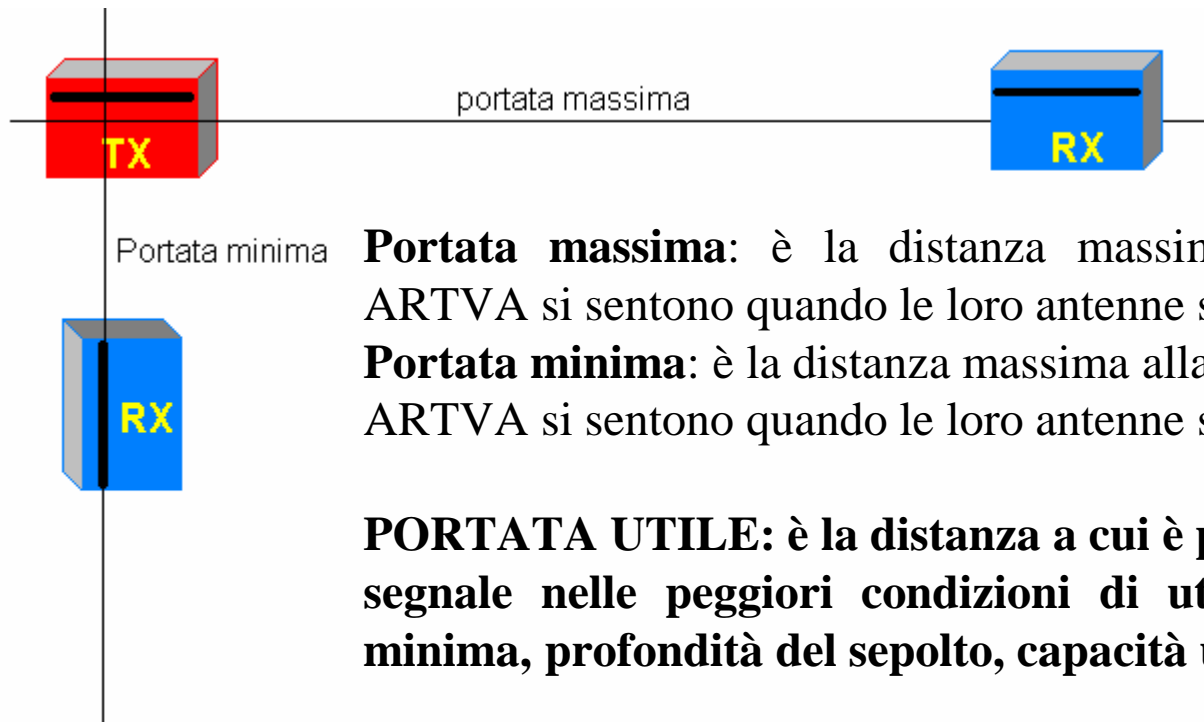 portata massima
TX
RX
Portata minima
RX
Portata massima: è la distanza
ARTVA si sentono quando le loro antenne
Portata minima: è la distanza massima
ARTVA si sentono quando le loro antenne
PORTATA UTILE: è la distanza a cui è
segnale nelle peggiori condizioni di
minima, profondità del sepolto, capacità